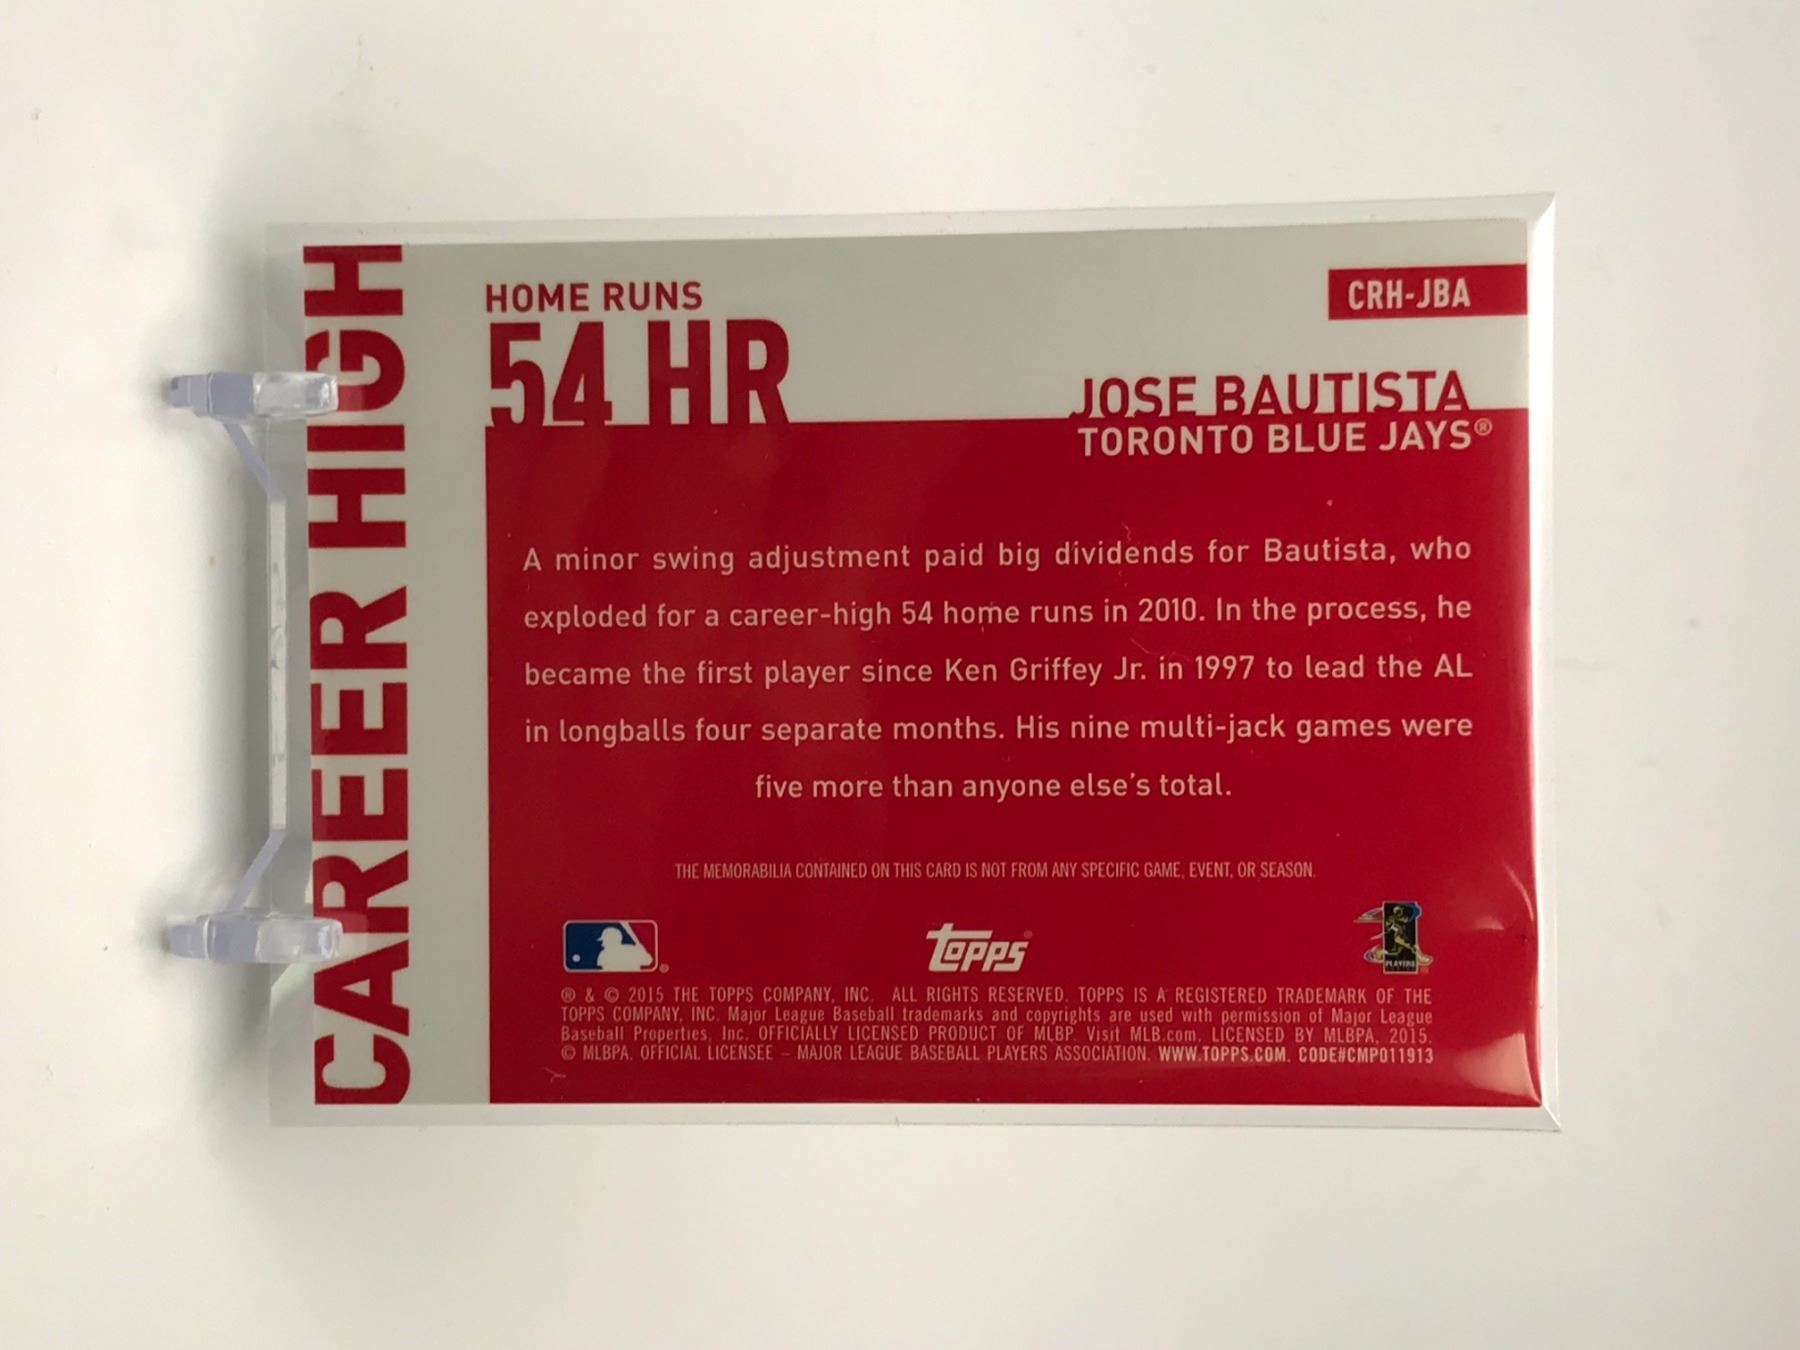 CAREER HIGH
HOME RUNS
54 HR
CRH-JBA
JOSE BAUTISTA
TORONTO BLUE JAYS®
A minor swing adjustment paid big dividends for Bautista, who
exploded for a career-high 54 home runs in 2010. In the process, he
became the first player since Ken Griffey Jr. in 1997 to lead the AL
in longballs four separate months. His nine multi-jack games were
five more than anyone else's total.
THE MEMORABILIA CONTAINED ON THIS CARD IS NOT FROM ANY SPECIFIC GAME, EVENT, OR SEASON.
Topps®
PLAYERS
® & © 2015 THE TOPPS COMPANY, INC. ALL RIGHTS RESERVED. TOPPS IS A REGISTERED TRADEMARK OF THE
TOPPS COMPANY, INC. Major League Baseball trademarks and copyrights are used with permission of Major League
Baseball Properties, Inc. OFFICIALLY LICENSED PRODUCT OF MLBP. Visit MLB.com. LICENSED BY MLBPA, 2015.
© MLBPA. OFFICIAL LICENSEE – MAJOR LEAGUE BASEBALL PLAYERS ASSOCIATION. WWW.TOPPS.COM. CODE#CMP011913